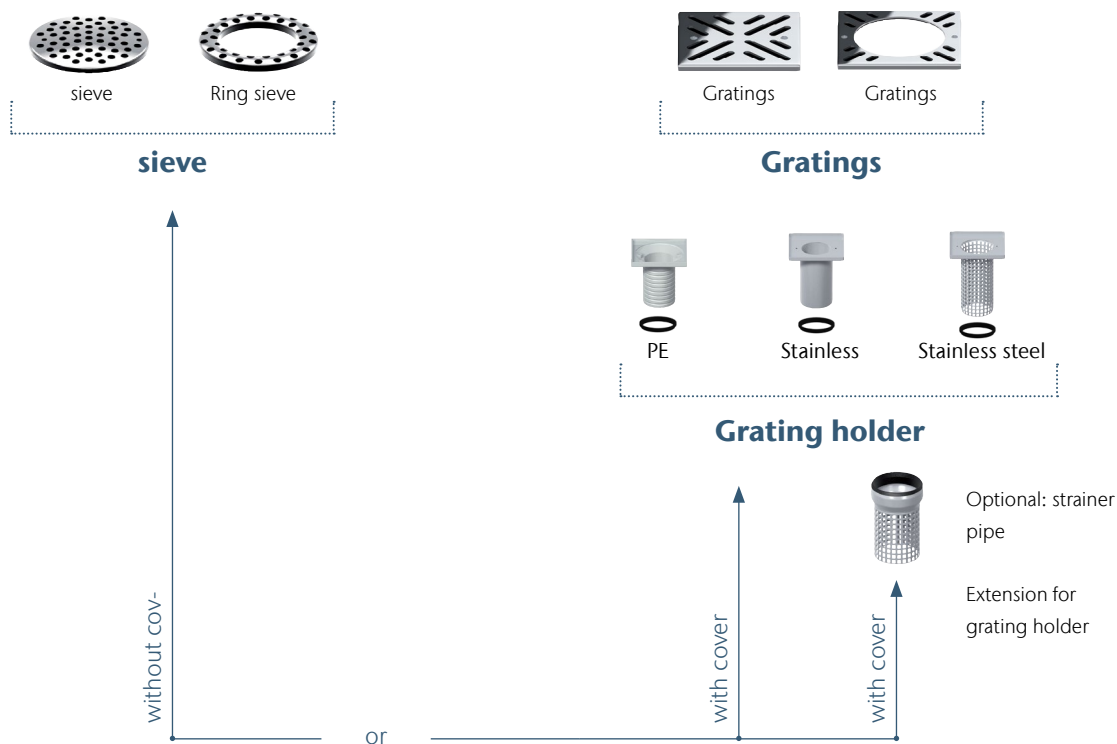 sieve
Ring sieve
Gratings
Gratings
sieve
Gratings
PE
Stainless
Stainless steel
Grating holder
Optional: strainer
pipe
Extension for
grating holder
without cov-
with cover
with cover
or